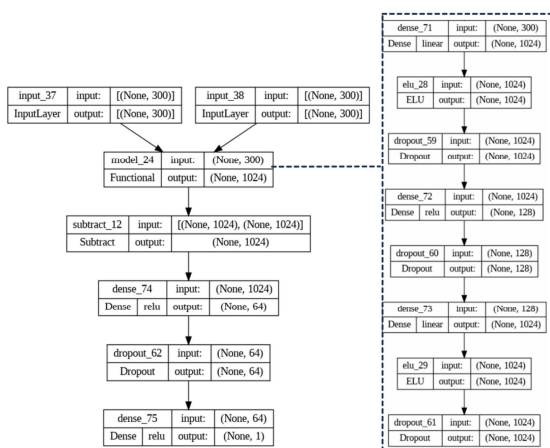 input_37 input: [(None, 300)]
InputLayer output: [(None, 300)]
input_38 input: [(None, 300)]
InputLayer output: [(None, 300)]
model_24 input: (None, 300)
Functional output: (None, 1024)
subtract_12 input: [(None, 1024), (None, 1024)]
Subtract output: (None, 1024)
dense_74 input: (None, 1024)
Dense relu output: (None, 64)
dropout_62 input: (None, 64)
Dropout output: (None, 64)
dense_75 input: (None, 64)
Dense relu output: (None, 1)
dense_71 input: (None, 300)
Dense linear output: (None, 1024)
elu_28 input: (None, 1024)
ELU output: (None, 1024)
dropout_59 input: (None, 1024)
Dropout output: (None, 1024)
dense_72 input: (None, 1024)
Dense relu output: (None, 128)
dropout_60 input: (None, 128)
Dropout output: (None, 128)
dense_73 input: (None, 128)
Dense linear output: (None, 1024)
elu_29 input: (None, 1024)
ELU output: (None, 1024)
dropout_61 input: (None, 1024)
Dropout output: (None, 1024)